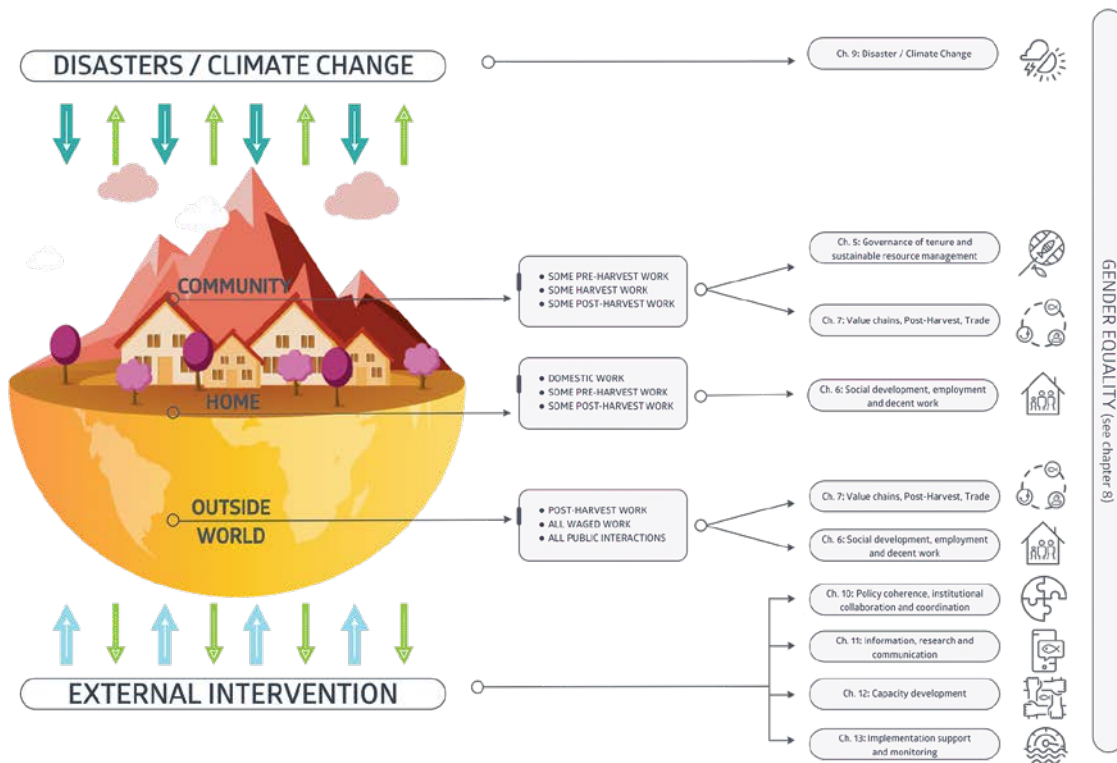 DISASTERS / CLIMATE CHANGE
Ch. 9: Disaster / Climate Change
COMMUNITY
● SOME PRE-HARVEST WORK
● SOME HARVEST WORK
● SOME POST-HARVEST WORK
Ch. 5: Governance of tenure and
sustainable resource management
Ch. 7: Value chains, Post-Harvest, Trade
HOME
● DOMESTIC WORK
● SOME PRE-HARVEST WORK
● SOME POST-HARVEST WORK
Ch. 6: Social development, employment
and decent work
OUTSIDE
WORLD
● POST-HARVEST WORK
● ALL WAGED WORK
● ALL PUBLIC INTERACTIONS
Ch. 7: Value chains, Post-Harvest, Trade
Ch. 6: Social development, employment
and decent work
EXTERNAL INTERVENTION
Ch. 10: Policy coherence, institutional
collaboration and coordination
Ch. 11: Information, research and
communication
Ch. 12: Capacity development
Ch. 13: Implementation support
and monitoring
GENDER EQUALITY (see chapter 8)